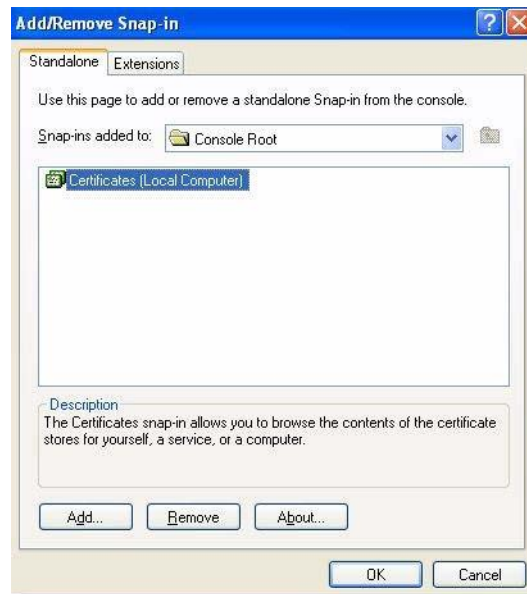 Add/Remove Snap-in
Standalone Extensions
Use this page to add or remove a standalone Snap-in from the console.
Snap-ins added to: Console Root
Certificates (Local Computer)
Description
The Certificates snap-in allows you to browse the contents of the certificate
stores for yourself, a service, or a computer.
Add... Remove About...
OK Cancel